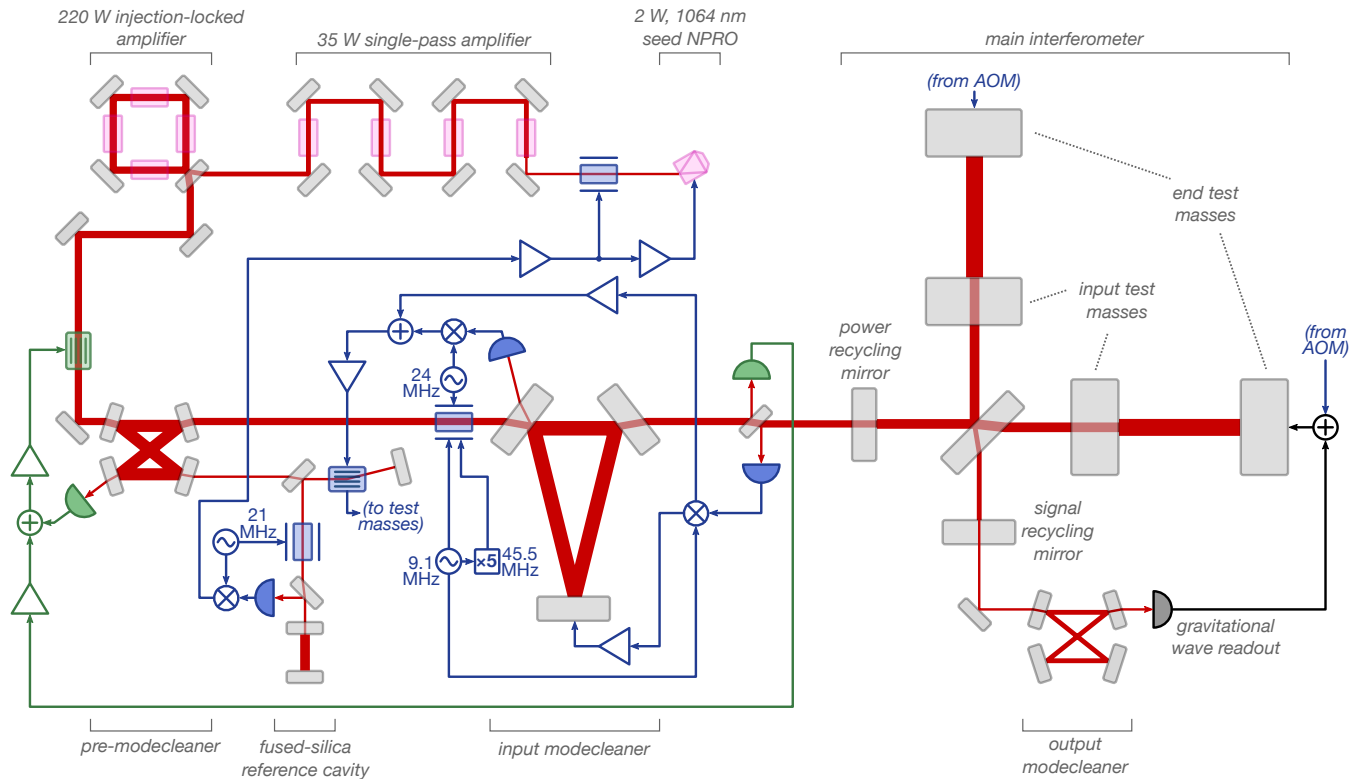 220 W injection-locked
amplifier
35 W single-pass amplifier
2 W, 1064 nm
seed NPRO
main interferometer
(from AOM)
end test
masses
input test
masses
power
recycling
mirror
(from
AOM)
24
MHz
(to test
masses)
21
MHz
9.1
MHz
×5
45.5
MHz
signal
recycling
mirror
gravitational
wave readout
pre-modecleaner
fused-silica
reference cavity
input modecleaner
output
modecleaner